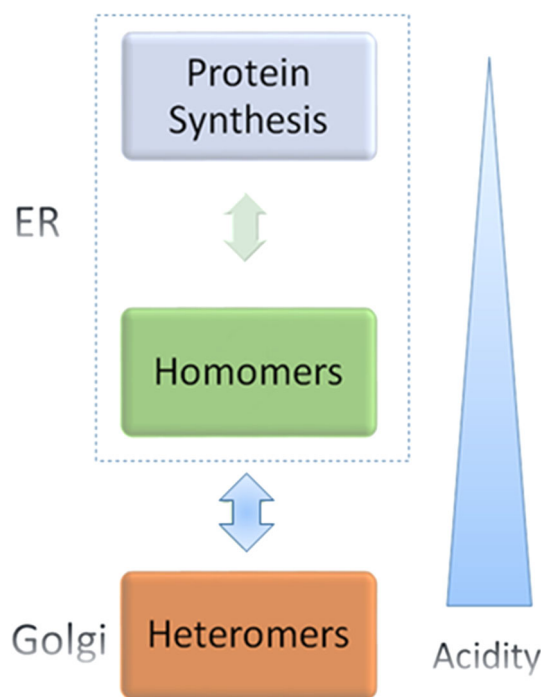 Protein
Synthesis
ER
Homomers
Golgi
Heteromers
Acidity